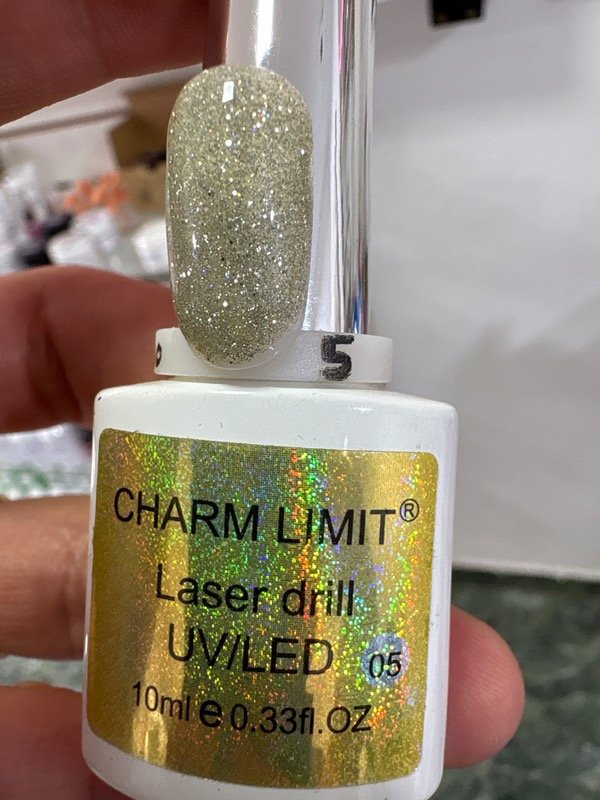 5
CHARM LIMIT®
Laser drill
UV/LED 05
10ml e 0.33fl.OZ